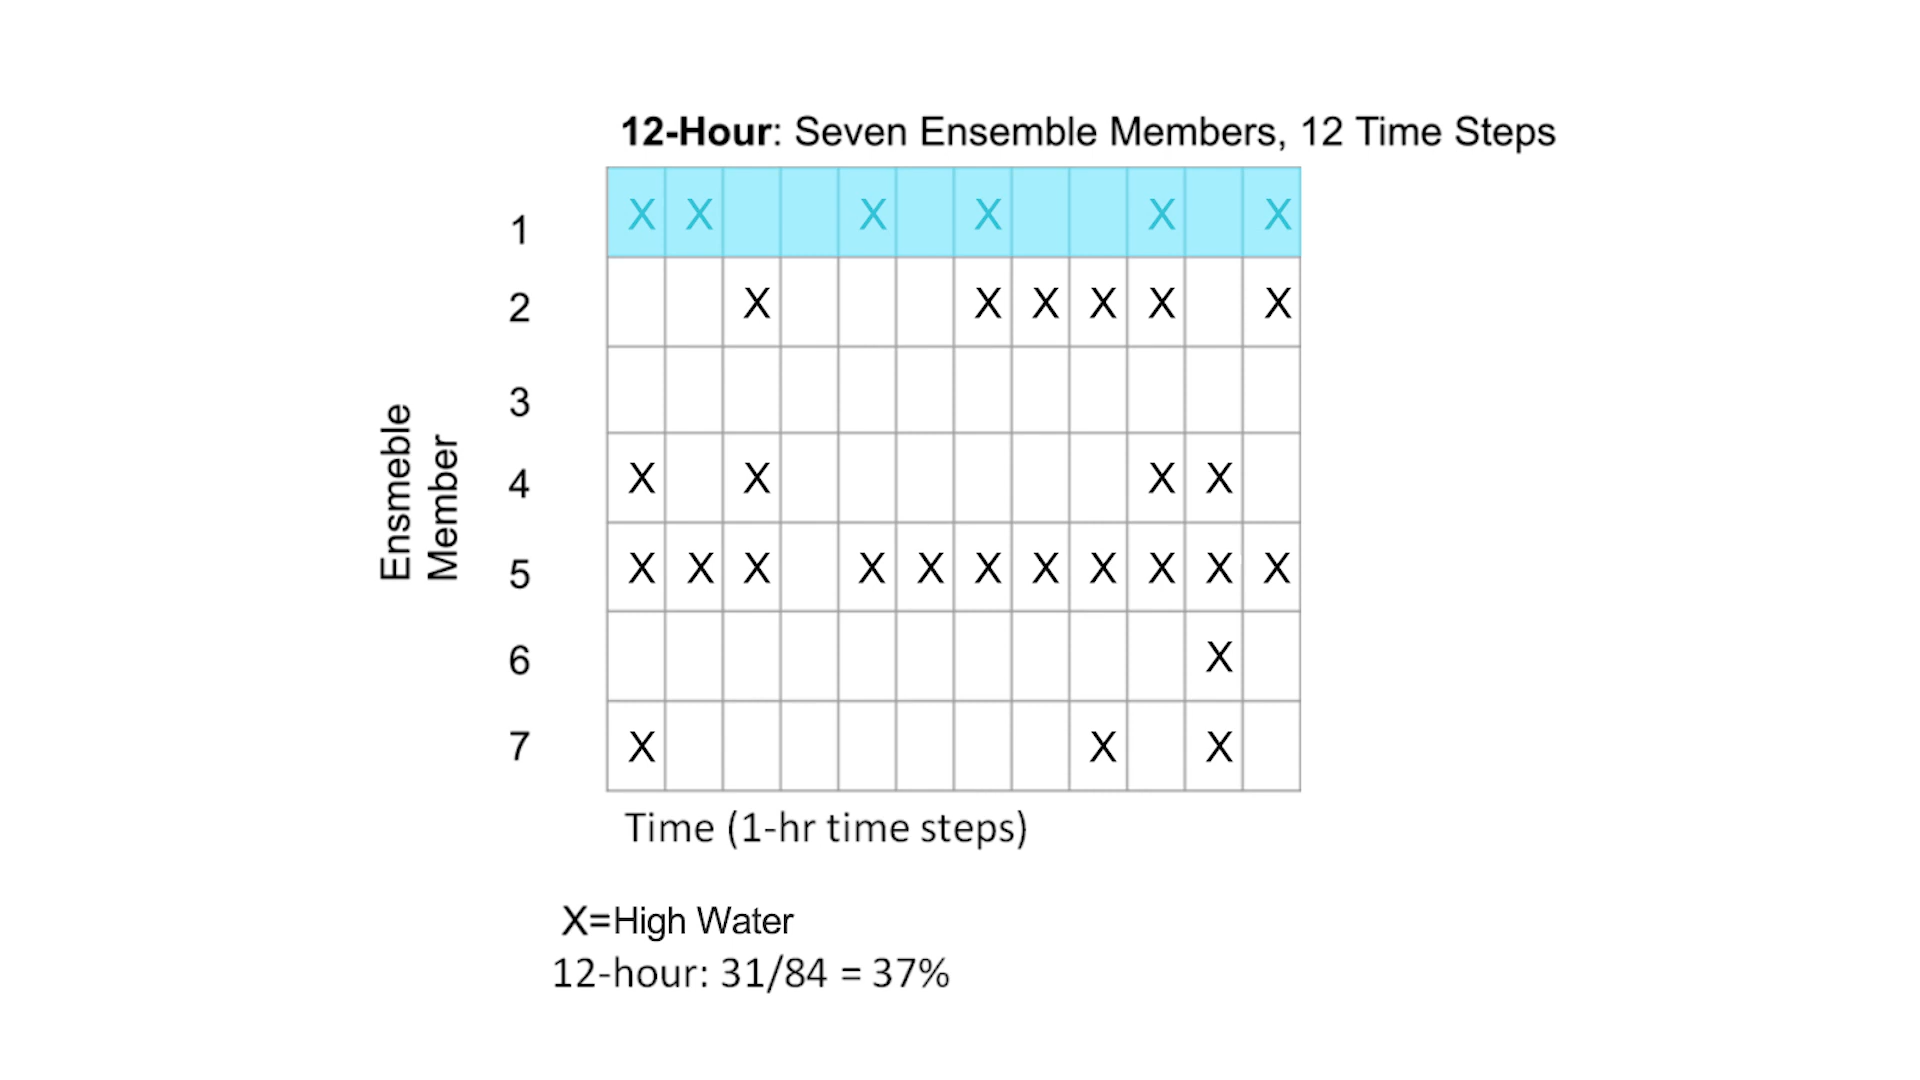 12-Hour: Seven Ensemble Members, 12 Time Steps
Ensmeble
Member
1 X X X X X X
2 X X X X X X
3
4 X X X X
5 X X X X X X X X X X X
6 X
7 X X X
Time (1-hr time steps)
X=High Water
12-hour: 31/84 = 37%